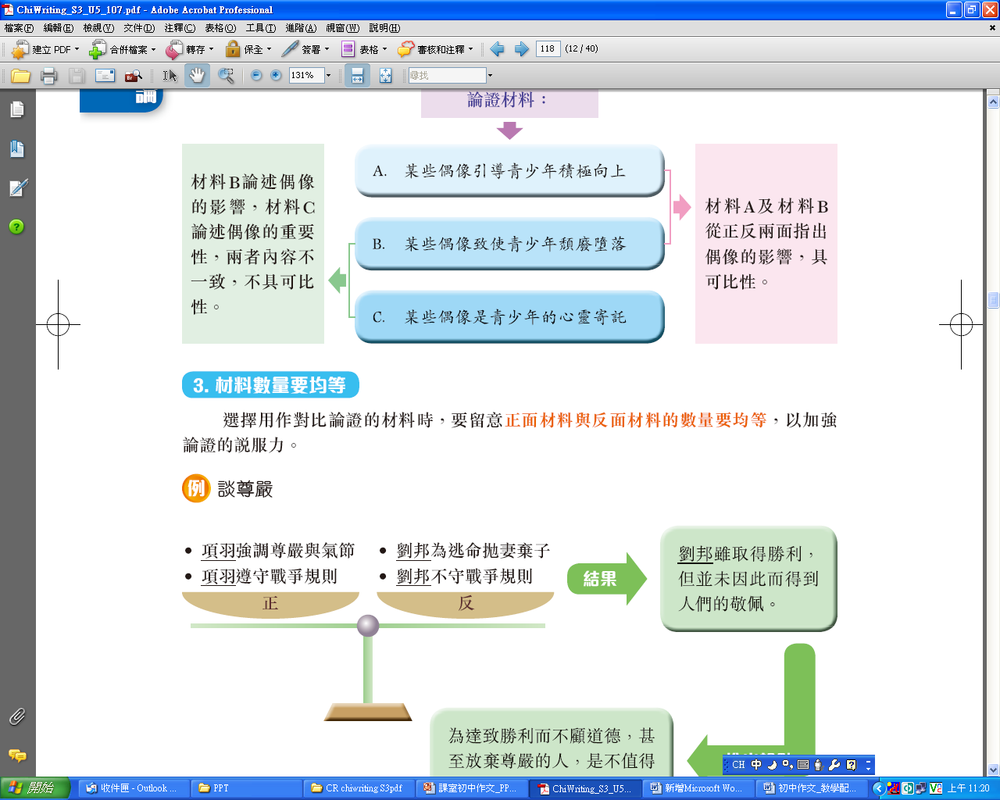 ChiWriting_S3_U5_107.pdf - Adobe Acrobat Professional
檔案(F) 編輯(E) 檢視(V) 文件(D) 注釋(C) 表格(O) 工具(T) 進階(A) 視窗(W) 說明(H)
建立 PDF 合併檔案 轉存 保全 簽署 表格 審核和注釋 118 (12 / 40)
131% 尋找
論證材料：
材料B論述偶像
的影響，材料C
論述偶像的重要
性，兩者內容不
一致，不具可比
性。
A. 某些偶像引導青少年積極向上
B. 某些偶像致使青少年頹廢墮落
C. 某些偶像是青少年的心靈寄託
材料A及材料B
從正反兩面指出
偶像的影響，具
可比性。
3. 材料數量要均等
選擇用作對比論證的材料時，要留意正面材料與反面材料的數量要均等，以加強
論證的說服力。
例 談尊嚴
• 項羽強調尊嚴與氣節
• 項羽遵守戰爭規則
正
• 劉邦為逃命拋妻棄子
• 劉邦不守戰爭規則
反
結果
劉邦雖取得勝利，
但並未因此而得到
人們的敬佩。
為達致勝利而不顧道德，甚
至放棄尊嚴的人，是不值得
CH 中
開始 收件匣 - Outlook ... PPT CR chiwriting S3pdf 課室初中作文_PP... ChiWriting_S3_U5... 新增Microsoft Wo... 初中作文_教學配... 上午 11:20